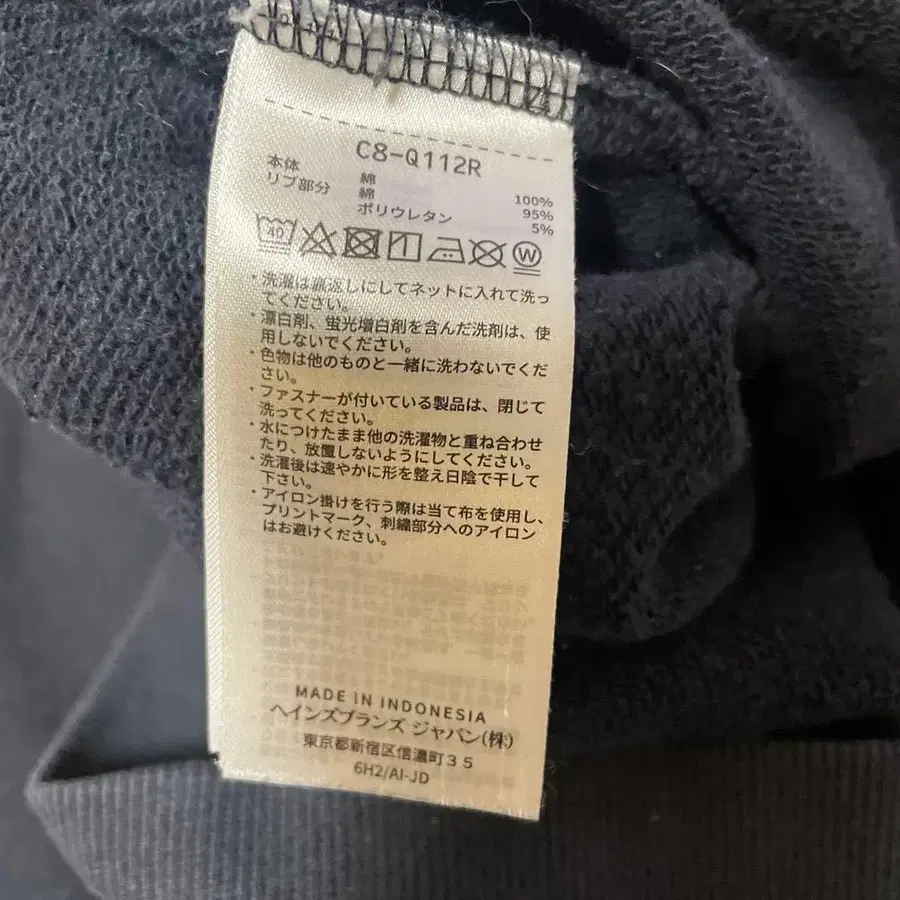 C8-Q112R
本体 綿 100%
リブ部分 綿 95%
ポリウレタン 5%
40
W
・洗濯は裏返しにしてネットに入れて洗っ
てください。
・漂白剤、蛍光増白剤を含んだ洗剤は、使
用しないでください。
・色物は他のものと一緒に洗わないでくだ
さい。
・ファスナーが付いている製品は、閉じて
洗ってください。
・水につけたまま他の洗濯物と重ね合わせ
たり、放置しないようにしてください。
・洗濯後は速やかに形を整え日陰で干して
下さい。
・アイロン掛けを行う際は当て布を使用し、
プリントマーク、刺繍部分へのアイロン
はお避けください。
MADE IN INDONESIA
ヘインズブランズ ジャパン(株)
東京都新宿区信濃町35
6H2/AI-JD